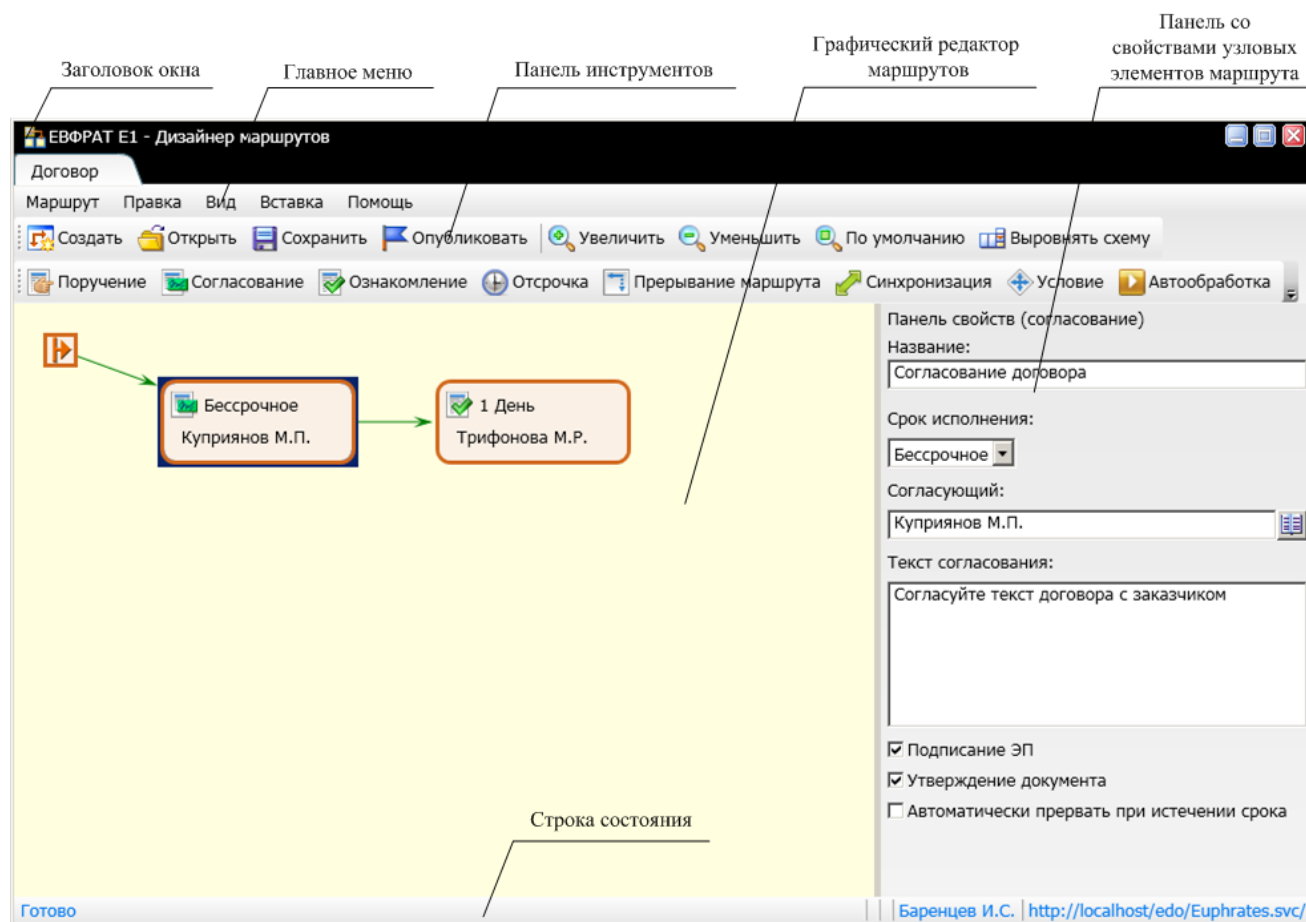 Панель со
свойствами узловых
элементов маршрута
Графический редактор
маршрутов
Заголовок окна
Главное меню
Панель инструментов
ЕВФРАТ E1 - Дизайнер маршрутов
Договор
Маршрут Правка Вид Вставка Помощь
Создать Открыть Сохранить Опубликовать Увеличить Уменьшить По умолчанию Выровнять схему
Поручение Согласование Ознакомление Отсрочка Прерывание маршрута Синхронизация Условие Автообработка
Бессрочное
Куприянов М.П.
1 День
Трифонова М.Р.
Панель свойств (согласование)
Название:
Согласование договора
Срок исполнения:
Бессрочное
Согласующий:
Куприянов М.П.
Текст согласования:
Согласуйте текст договора с заказчиком
Подписание ЭП
Утверждение документа
Автоматически прервать при истечении срока
Строка состояния
Готово
Баренцев И.С. http://localhost/edo/Euphrates.svc/